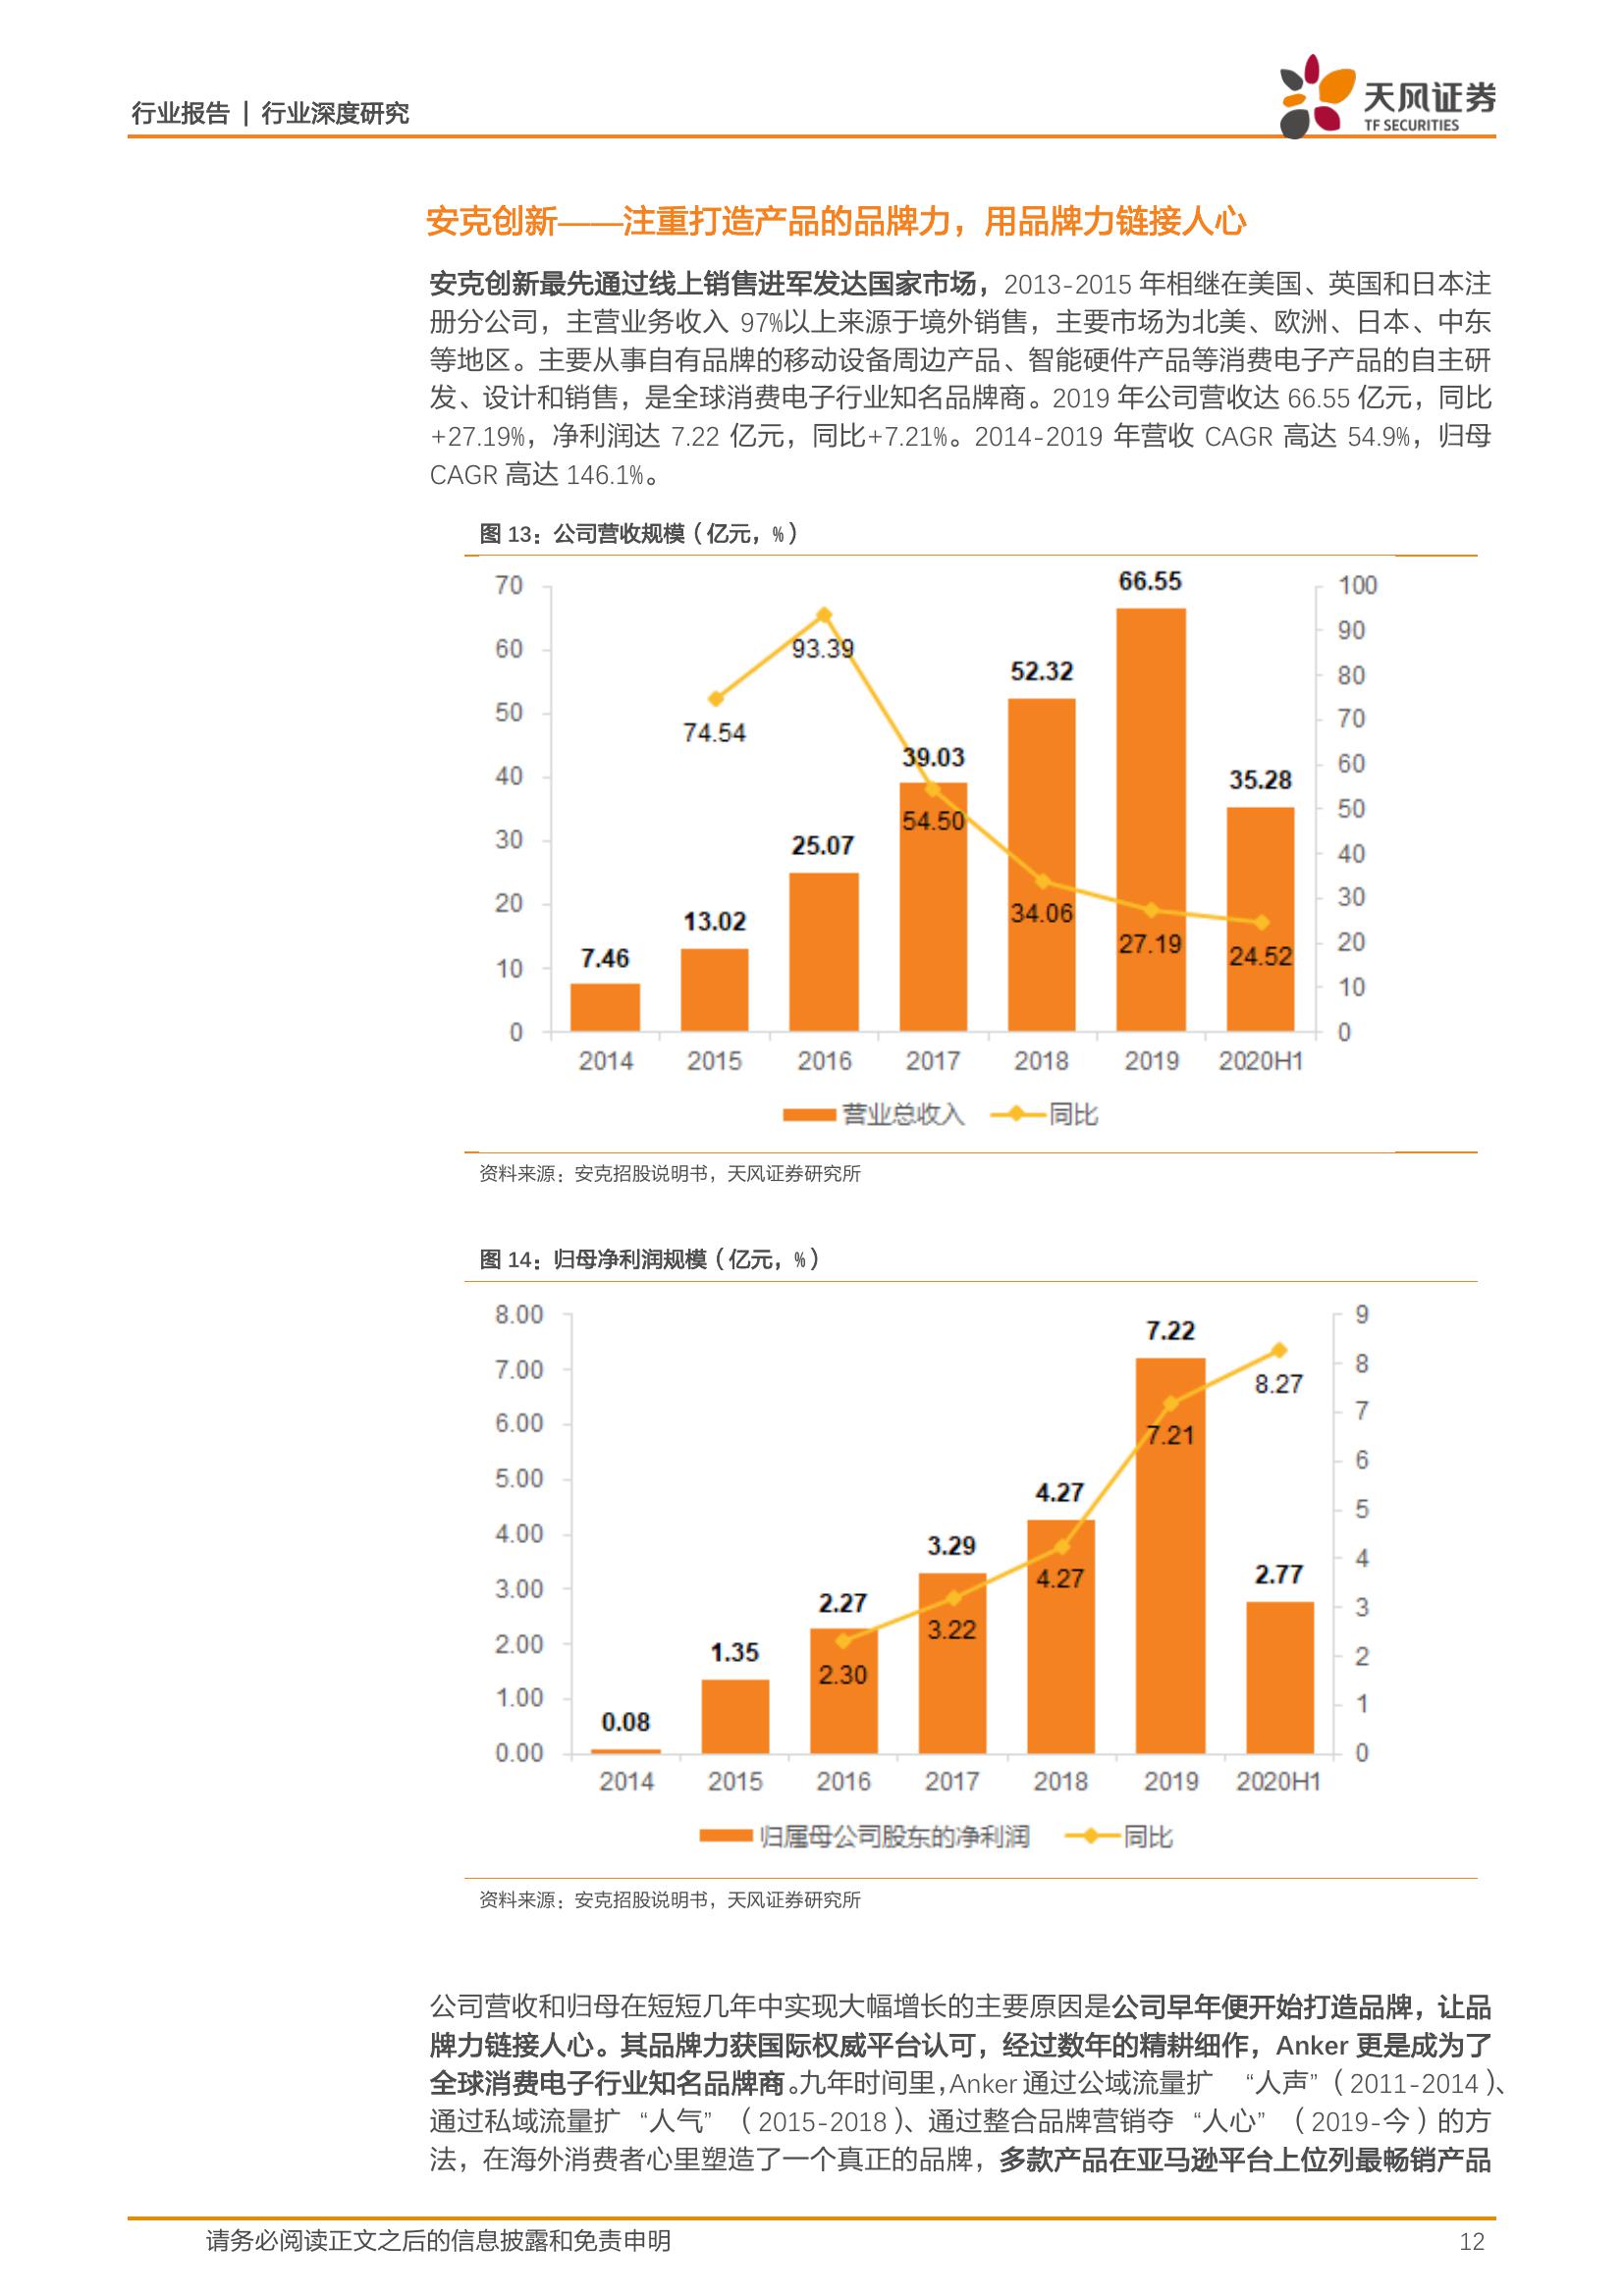 行业报告 | 行业深度研究
天风证券
TF SECURITIES
安克创新——注重打造产品的品牌力，用品牌力链接人心
安克创新最先通过线上销售进军发达国家市场，2013-2015 年相继在美国、英国和日本注
册分公司，主营业务收入 97%以上来源于境外销售，主要市场为北美、欧洲、日本、中东
等地区。主要从事自有品牌的移动设备周边产品、智能硬件产品等消费电子产品的自主研
发、设计和销售，是全球消费电子行业知名品牌商。2019 年公司营收达 66.55 亿元，同比
+27.19%，净利润达 7.22 亿元，同比+7.21%。2014-2019 年营收 CAGR 高达 54.9%，归母
CAGR 高达 146.1%。
图 13：公司营收规模（亿元，%）
70
60
50
40
30
20
10
0
100
90
80
70
60
50
40
30
20
10
0
7.46
13.02
25.07
39.03
52.32
66.55
35.28
74.54
93.39
54.50
34.06
27.19
24.52
2014 2015 2016 2017 2018 2019 2020H1
营业总收入 同比
资料来源：安克招股说明书，天风证券研究所
图 14：归母净利润规模（亿元，%）
8.00
7.00
6.00
5.00
4.00
3.00
2.00
1.00
0.00
9
8
7
6
5
4
3
2
1
0
0.08
1.35
2.27
3.29
4.27
7.22
2.77
2.30
3.22
4.27
7.21
8.27
2014 2015 2016 2017 2018 2019 2020H1
归属母公司股东的净利润 同比
资料来源：安克招股说明书，天风证券研究所
公司营收和归母在短短几年中实现大幅增长的主要原因是公司早年便开始打造品牌，让品
牌力链接人心。其品牌力获国际权威平台认可，经过数年的精耕细作，Anker 更是成为了
全球消费电子行业知名品牌商。九年时间里，Anker 通过公域流量扩 “人声”（2011-2014）、
通过私域流量扩 “人气” （2015-2018）、通过整合品牌营销夺 “人心” （2019-今）的方
法，在海外消费者心里塑造了一个真正的品牌，多款产品在亚马逊平台上位列最畅销产品
请务必阅读正文之后的信息披露和免责申明
12